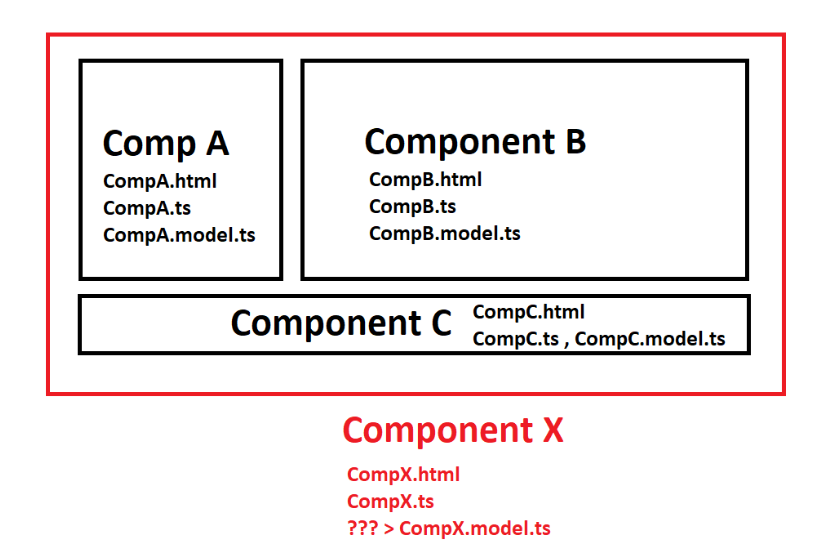 Comp A
CompA.html
CompA.ts
CompA.model.ts
Component B
CompB.html
CompB.ts
CompB.model.ts
Component C
CompC.html
CompC.ts , CompC.model.ts
Component X
CompX.html
CompX.ts
??? > CompX.model.ts